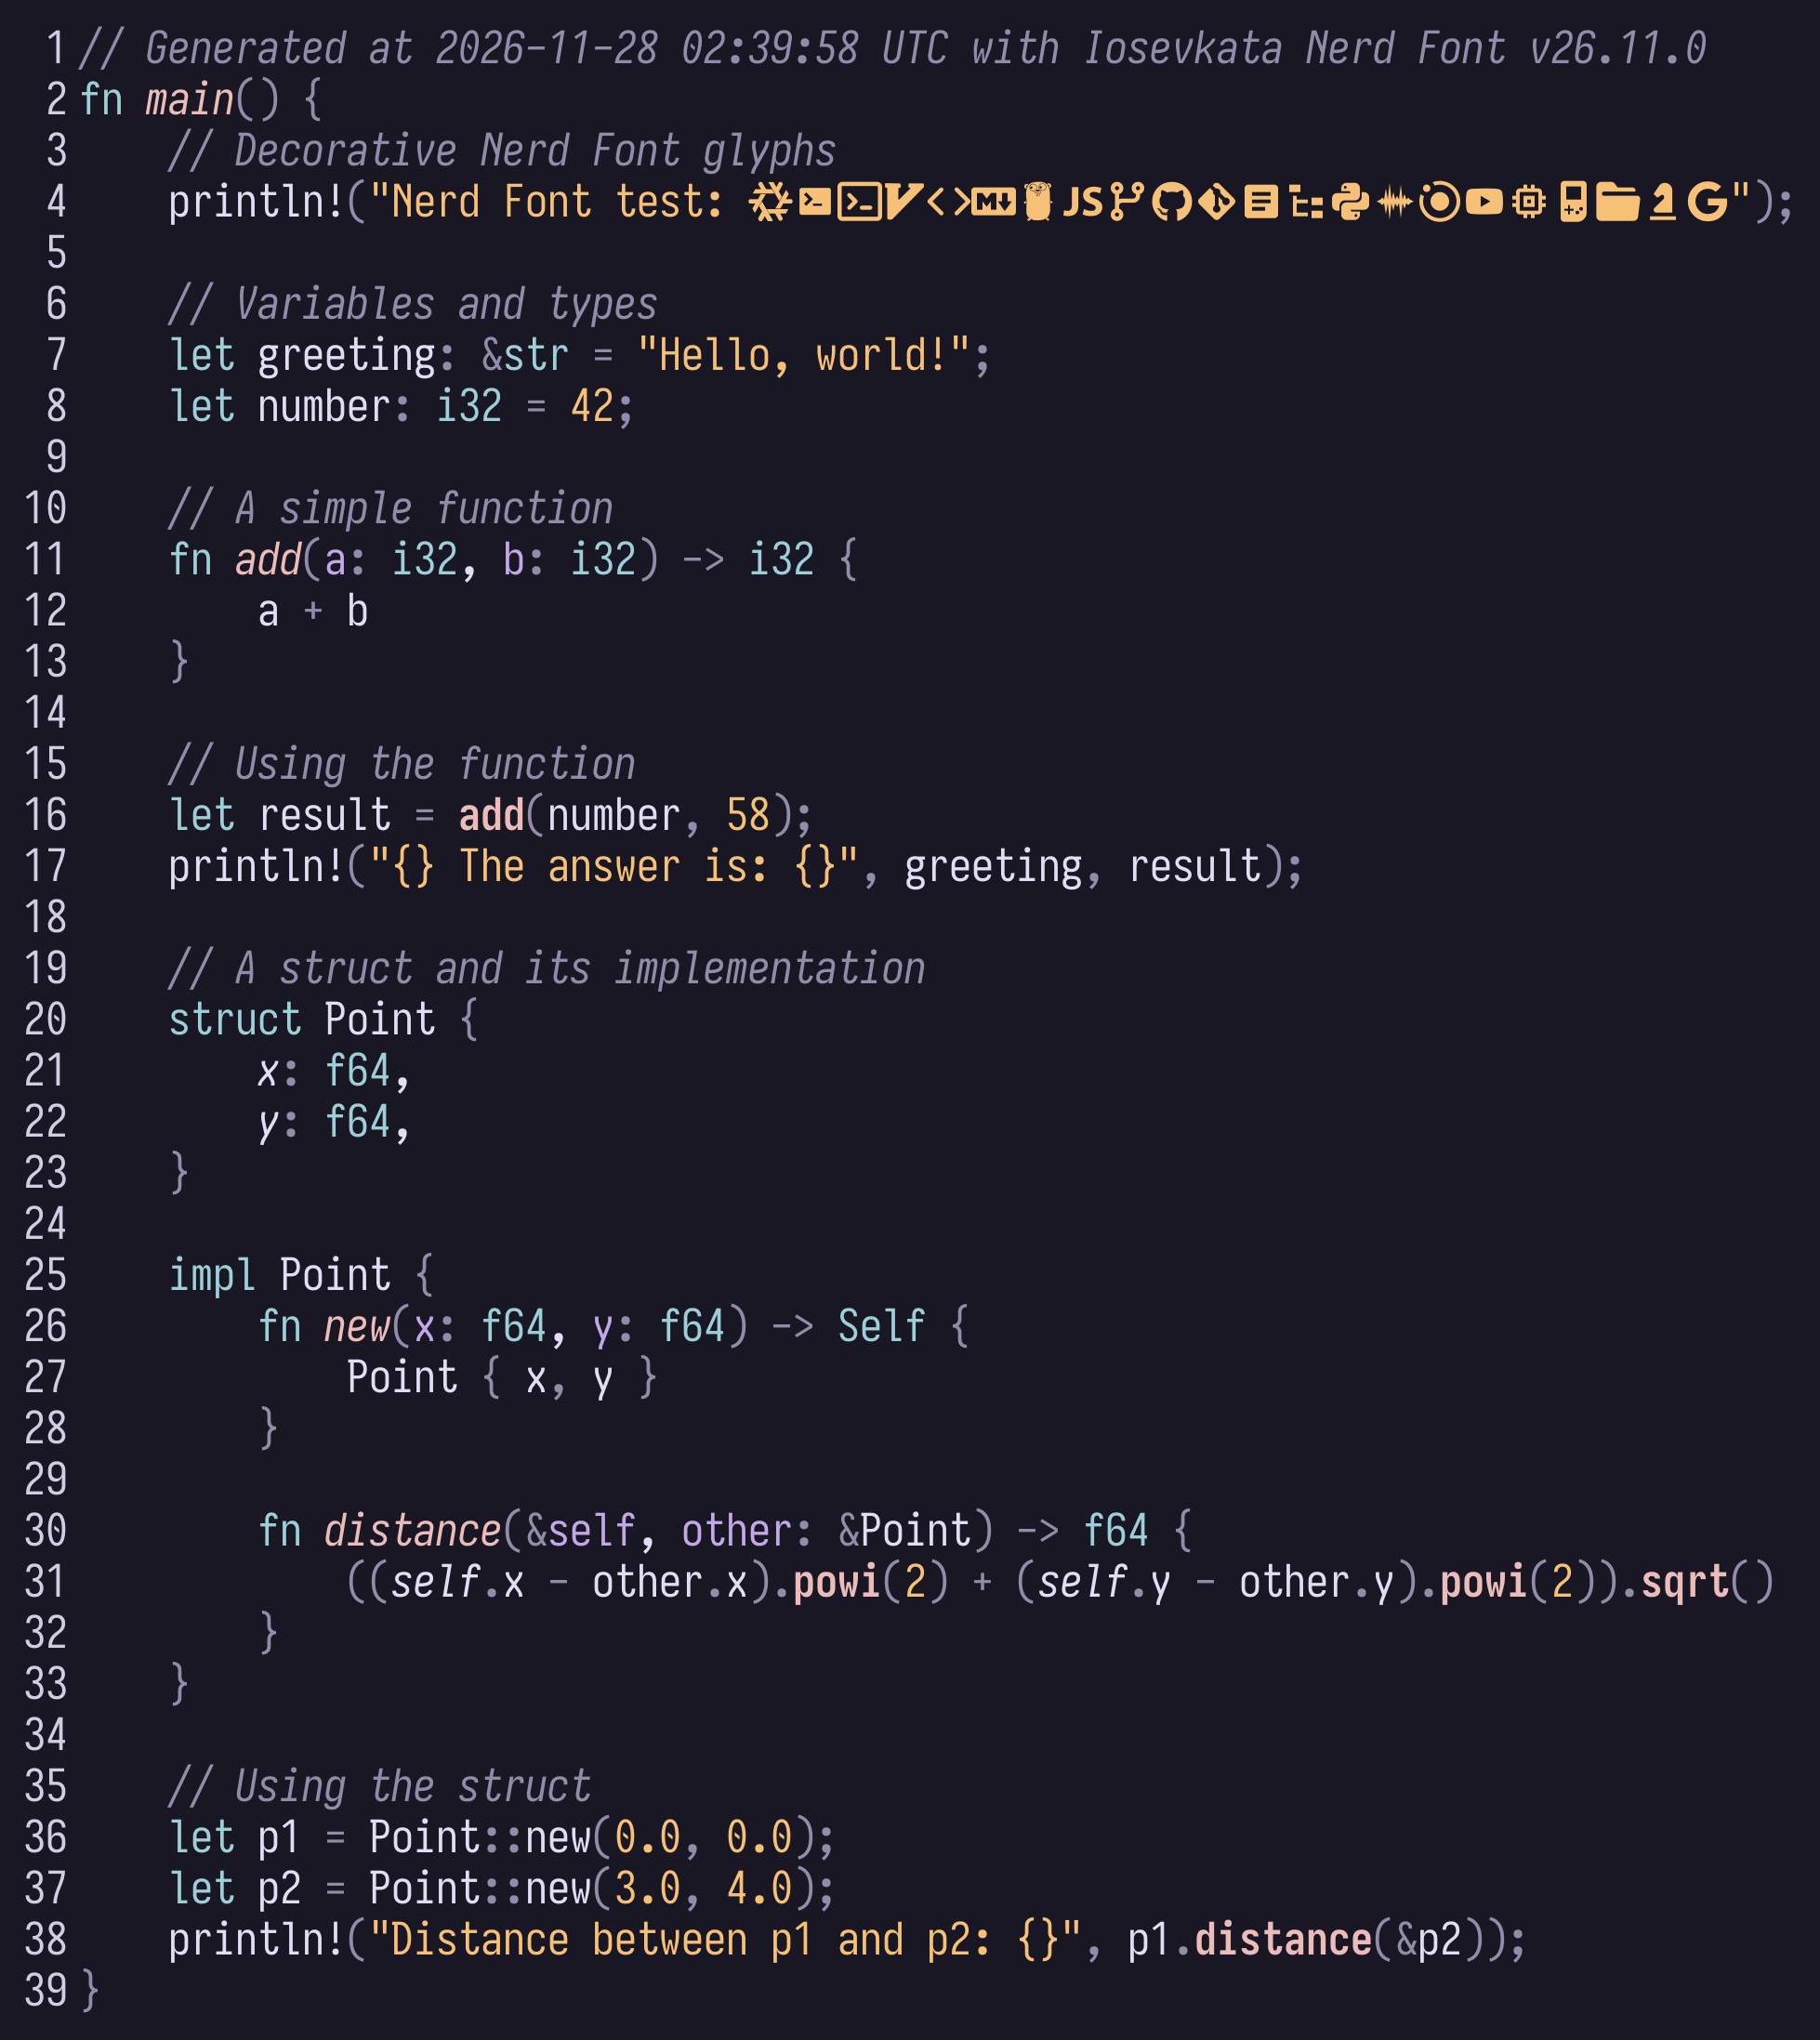 1 // Generated at 2026-11-28 02:39:58 UTC with Iosevkata Nerd Font v26.11.0
2 fn main() {
3     // Decorative Nerd Font glyphs
4     println!("Nerd Font test: ");
5
6     // Variables and types
7     let greeting: &str = "Hello, world!";
8     let number: i32 = 42;
9
10     // A simple function
11     fn add(a: i32, b: i32) -> i32 {
12         a + b
13     }
14
15     // Using the function
16     let result = add(number, 58);
17     println!("{} The answer is: {}", greeting, result);
18
19     // A struct and its implementation
20     struct Point {
21         x: f64,
22         y: f64,
23     }
24
25     impl Point {
26         fn new(x: f64, y: f64) -> Self {
27             Point { x, y }
28         }
29
30         fn distance(&self, other: &Point) -> f64 {
31             ((self.x - other.x).powi(2) + (self.y - other.y).powi(2)).sqrt()
32         }
33     }
34
35     // Using the struct
36     let p1 = Point::new(0.0, 0.0);
37     let p2 = Point::new(3.0, 4.0);
38     println!("Distance between p1 and p2: {}", p1.distance(&p2));
39 }